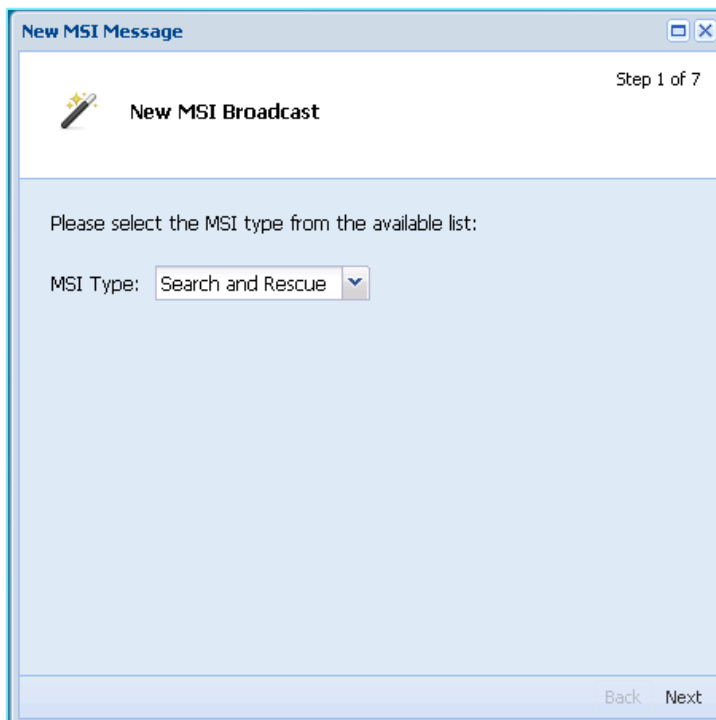 New MSI Message
Step 1 of 7
New MSI Broadcast
Please select the MSI type from the available list:
MSI Type: Search and Rescue
Back Next